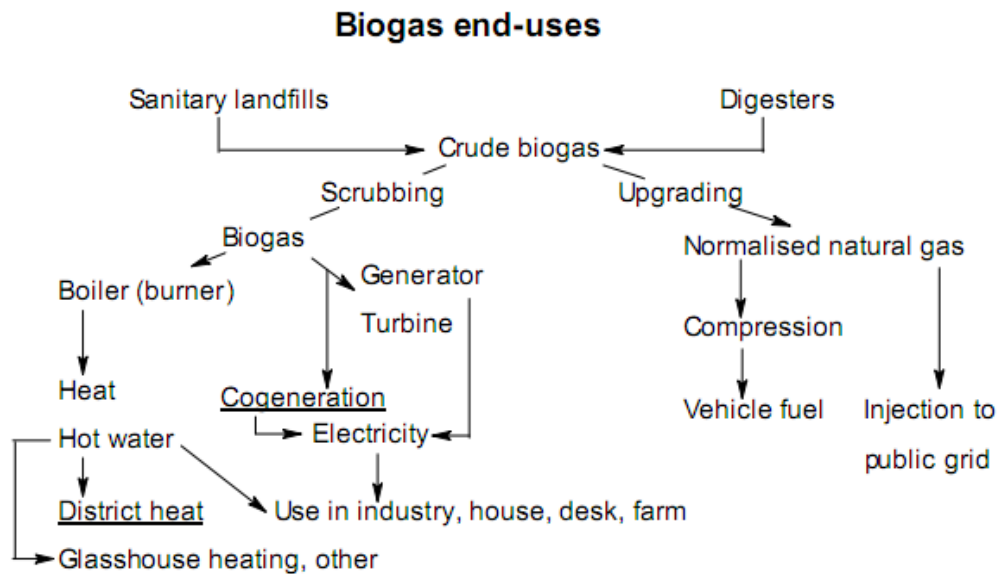 Biogas end-uses
Sanitary landfills
Digesters
Crude biogas
Scrubbing
Upgrading
Biogas
Normalised natural gas
Generator
Boiler (burner)
Turbine
Compression
Heat
Cogeneration
Vehicle fuel
Injection to
Electricity
Hot water
public grid
District heat
Use in industry, house, desk, farm
Glasshouse heating, other